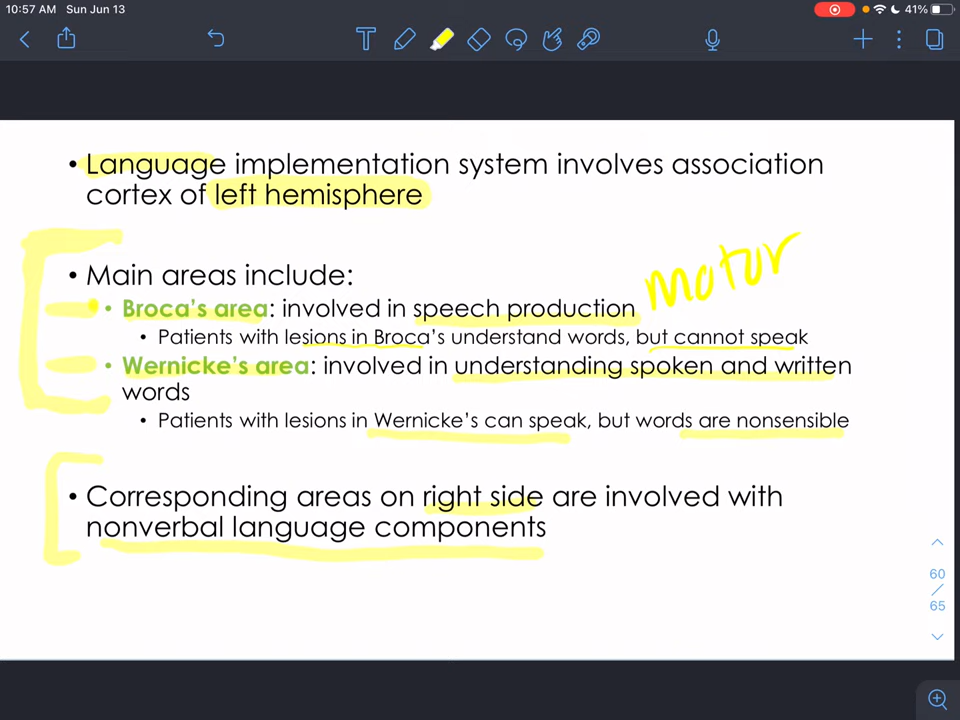 10:57 AM Sun Jun 13
41%
T
• Language implementation system involves association
cortex of left hemisphere
• Main areas include:
motor
• Broca's area: involved in speech production
• Patients with lesions in Broca's understand words, but cannot speak
• Wernicke's area: involved in understanding spoken and written
words
• Patients with lesions in Wernicke's can speak, but words are nonsensible
• Corresponding areas on right side are involved with
nonverbal language components
60
/
65